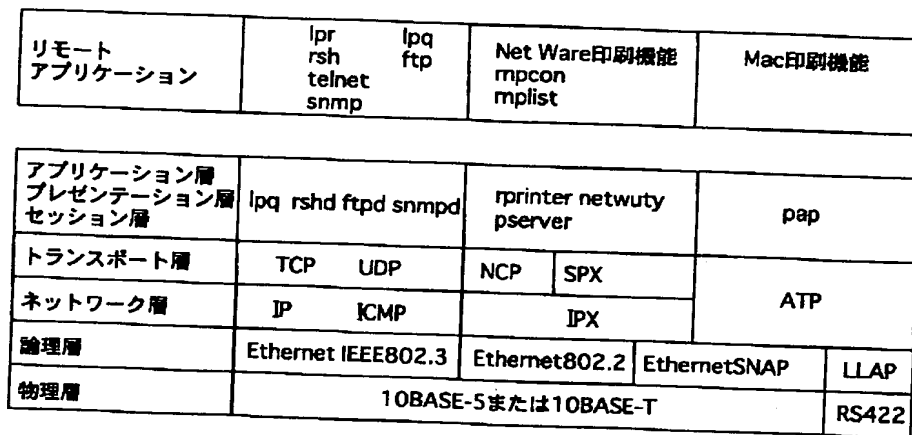 リモート
アプリケーション
lpr lpq
rsh ftp
telnet
snmp
Net Ware印刷機能
mpcon
mplist
Mac印刷機能
アプリケーション層
プレゼンテーション層
セッション層
lpq rshd ftpd snmpd
rprinter netwuty
pserver
pap
トランスポート層
TCP UDP
NCP SPX
ATP
ネットワーク層
IP ICMP
IPX
論理層
Ethernet IEEE802.3
Ethernet802.2
EthernetSNAP
LLAP
物理層
10BASE-5または10BASE-T
RS422